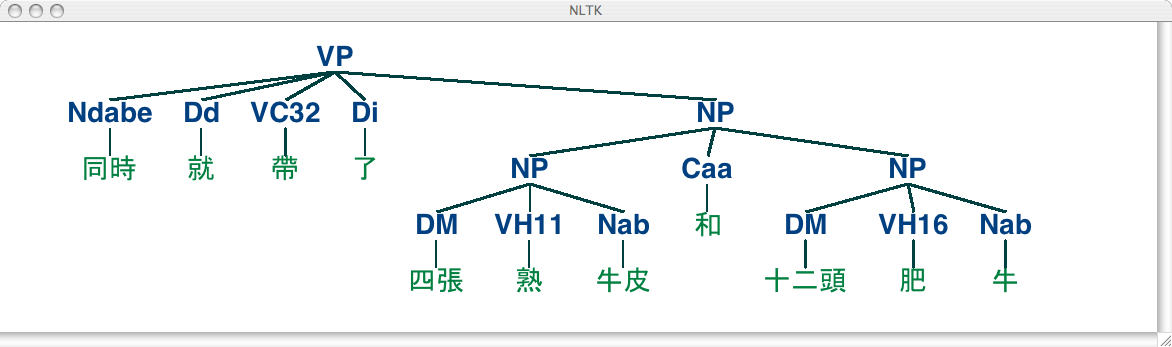 NLTK
VP
Ndabe Dd VC32 Di NP
同時 就 帶 了 NP Caa NP
DM VH11 Nab 和 DM VH16 Nab
四張 熟 牛皮 十二頭 肥 牛